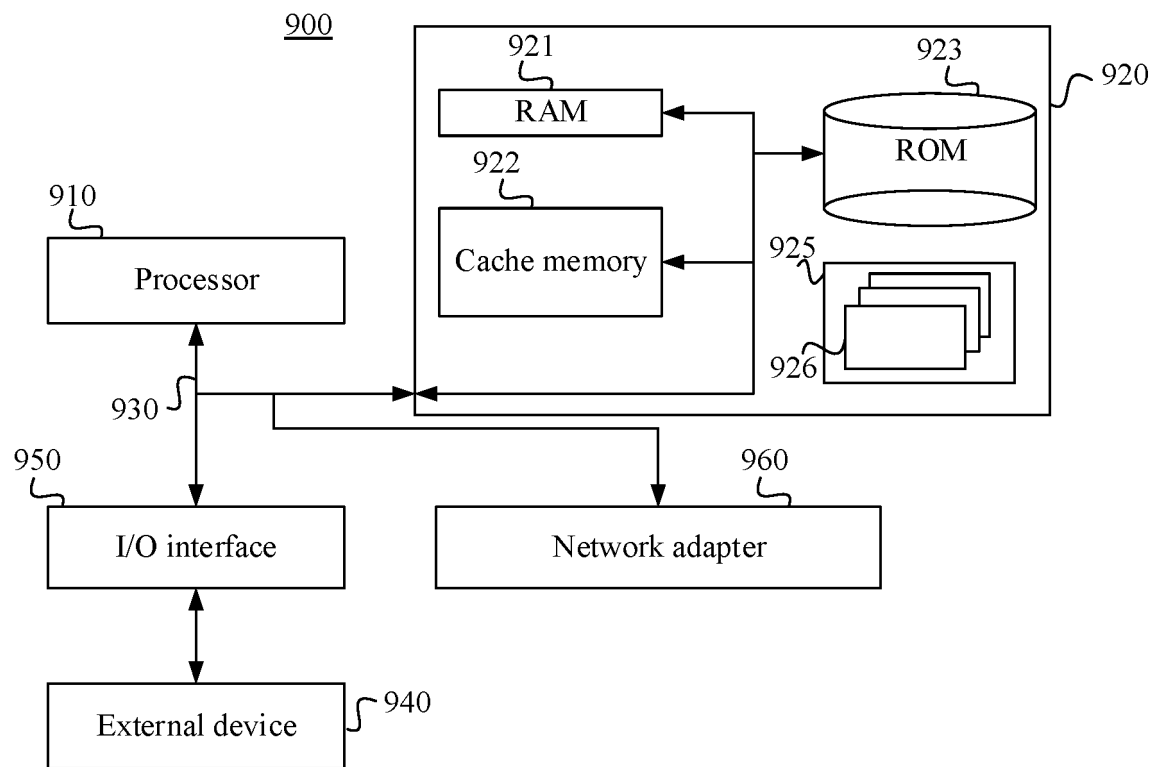 900
921
RAM
923
920
ROM
922
Cache memory
910
Processor
925
926
930
950
I/O interface
960
Network adapter
External device
940